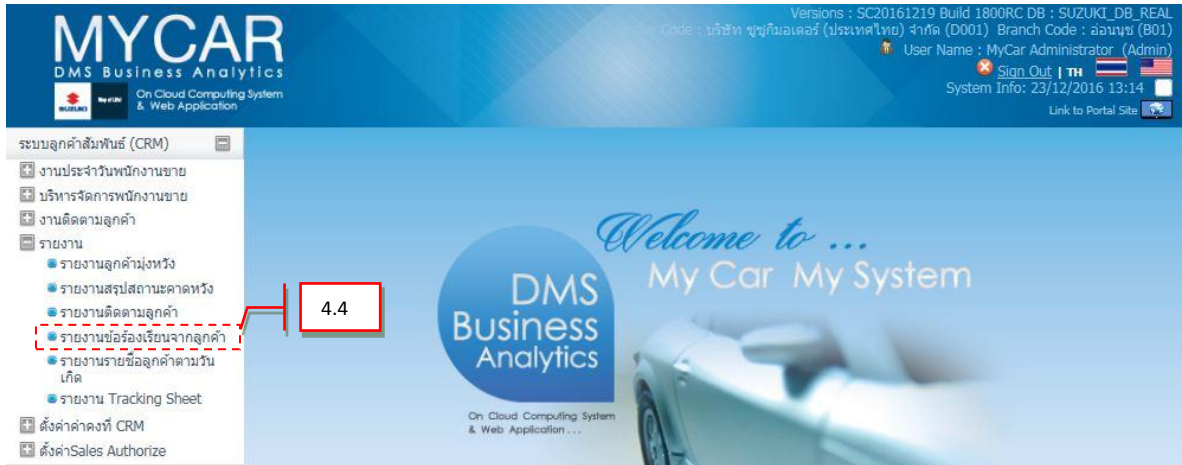 MYCAR
DMS Business Analytics
On Cloud Computing System
& Web Application
SUZUKI
Way of Life!
Versions : SC20161219 Build 1800RC DB : SUZUKI_DB_REAL
Code : บริษัท ซูซูกิมอเตอร์ (ประเทศไทย) จำกัด (D001) Branch Code : อ่อนนุช (B01)
User Name : MyCar Administrator (Admin)
Sign Out | TH
System Info: 23/12/2016 13:14
Link to Portal Site
ระบบลูกค้าสัมพันธ์ (CRM)
งานประจำวันพนักงานขาย
บริหารจัดการพนักงานขาย
งานติดตามลูกค้า
รายงาน
รายงานลูกค้ามุ่งหวัง
รายงานสรุปสถานะคาดหวัง
รายงานติดตามลูกค้า
รายงานข้อร้องเรียนจากลูกค้า
รายงานรายชื่อลูกค้าตามวัน
เกิด
รายงาน Tracking Sheet
ตั้งค่าค่าคงที่ CRM
ตั้งค่าSales Authorize
4.4
Welcome to ...
My Car My System
DMS
Business
Analytics
On Cloud Computing System
& Web Application . . .